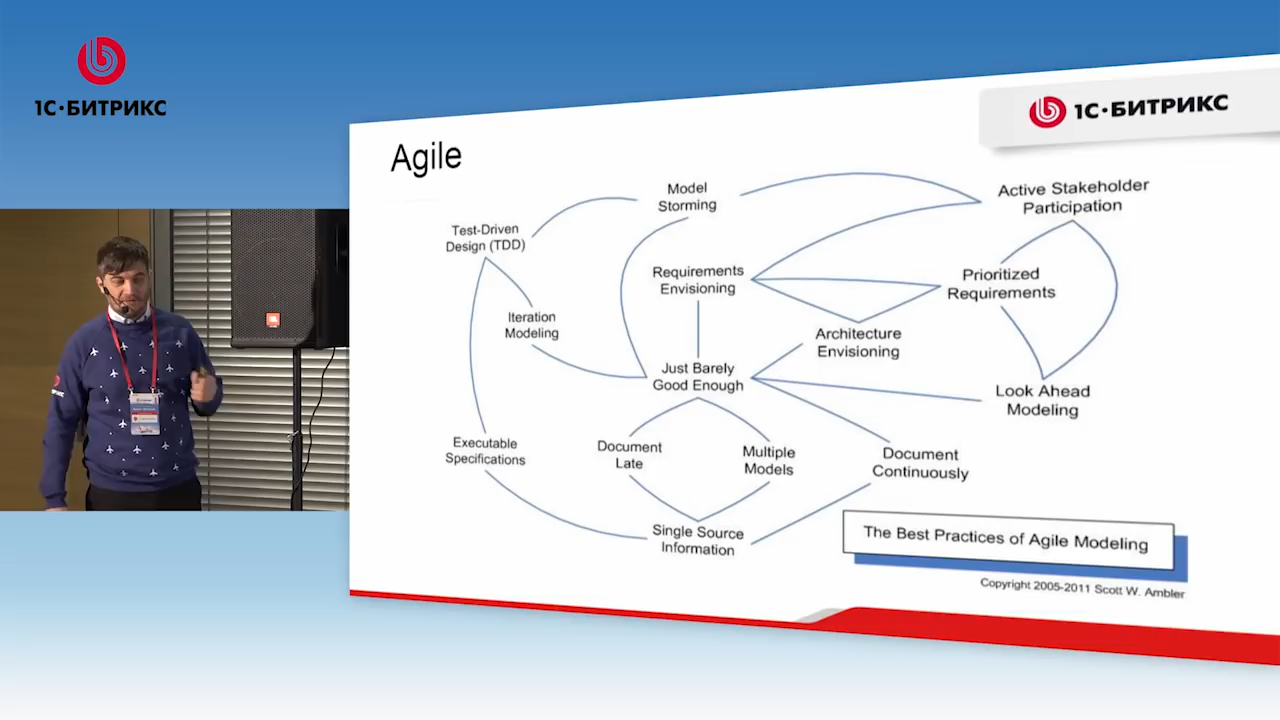 1С·БИТРИКС
1С·БИТРИКС
Agile
Model
Storming
Active Stakeholder
Participation
Test-Driven
Design (TDD)
Requirements
Envisioning
Prioritized
Requirements
Iteration
Modeling
Architecture
Envisioning
Just Barely
Good Enough
Look Ahead
Modeling
Executable
Specifications
Document
Late
Multiple
Models
Document
Continuously
Single Source
Information
The Best Practices of Agile Modeling
Copyright 2005-2011 Scott W. Ambler
БИТРИКС
JBL